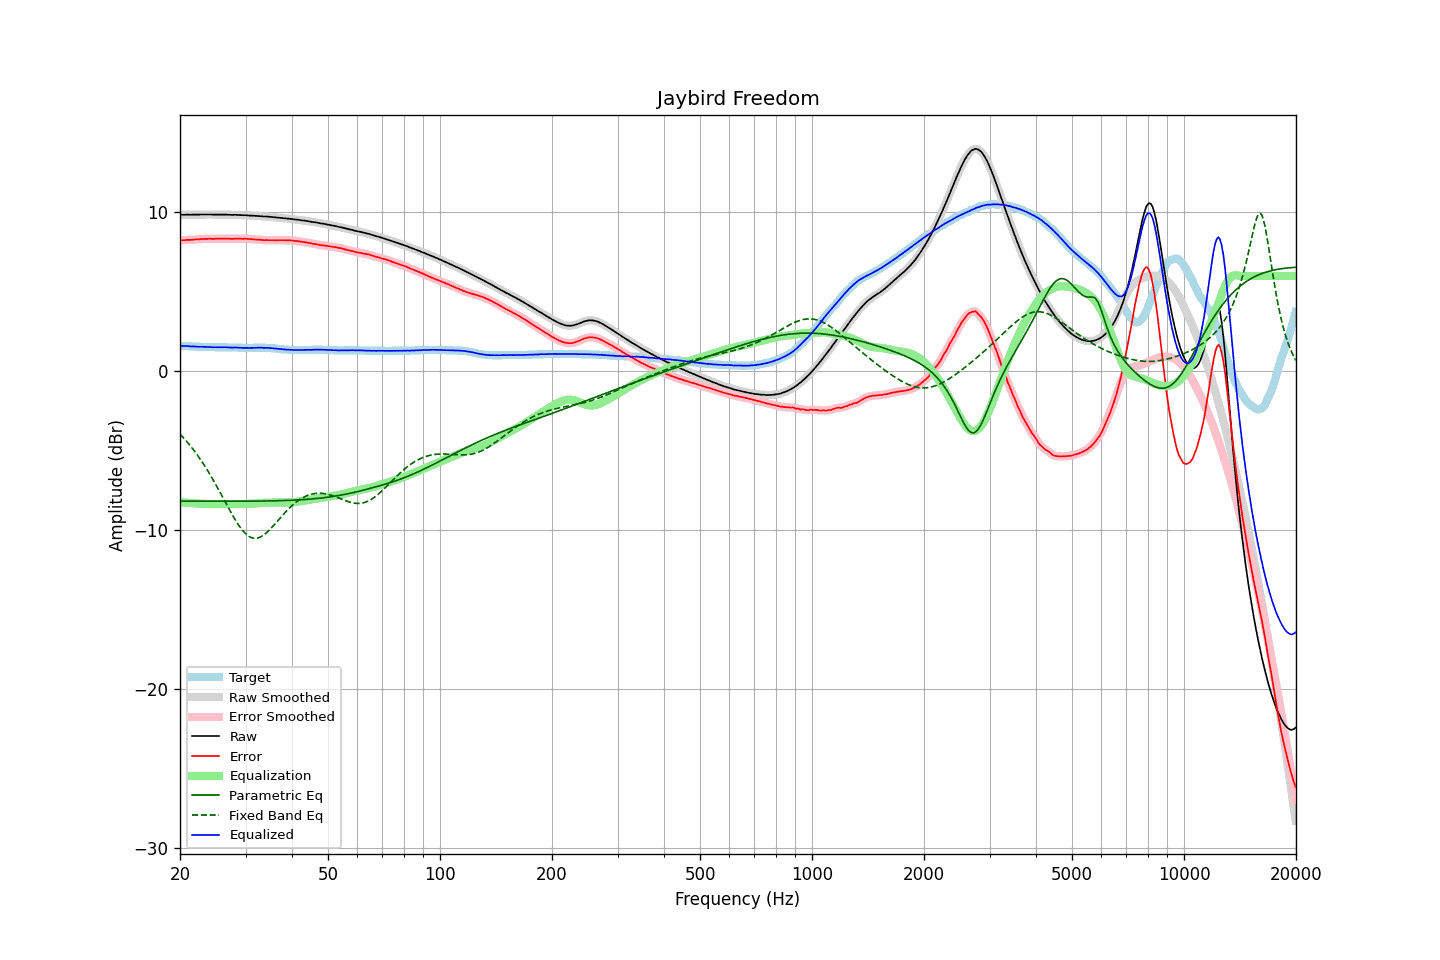 Jaybird Freedom
Amplitude (dBr)
10
0
−10
−20
−30
Target
Raw Smoothed
Error Smoothed
Raw
Error
Equalization
Parametric Eq
Fixed Band Eq
Equalized
20 50 100 200 500 1000 2000 5000 10000 20000
Frequency (Hz)